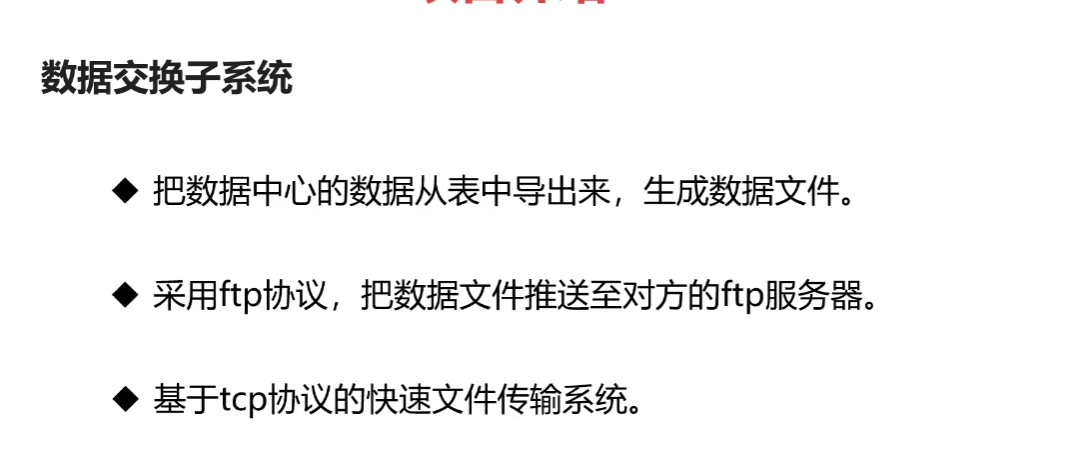 数据交换子系统
◆ 把数据中心的数据从表中导出来，生成数据文件。
◆ 采用ftp协议，把数据文件推送至对方的ftp服务器。
◆ 基于tcp协议的快速文件传输系统。